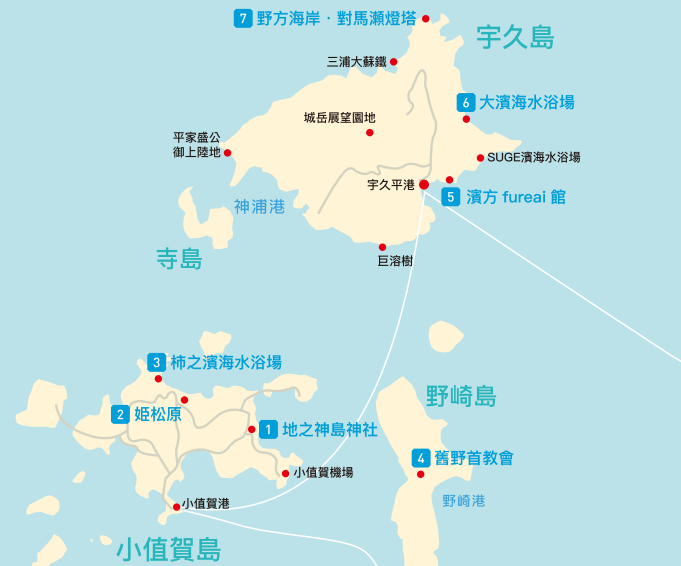 7 野方海岸・對馬瀬燈塔
宇久島
三浦大蘇鐵
6 大濱海水浴場
城岳展望園地
平家盛公
御上陸地
SUGE濱海水浴場
宇久平港
5 濱方 fureai 館
神浦港
寺島
巨溶樹
3 柿之濱海水浴場
野崎島
2 姫松原
1 地之神島神社
4 舊野首教會
小值賀機場
野崎港
小值賀港
小值賀島